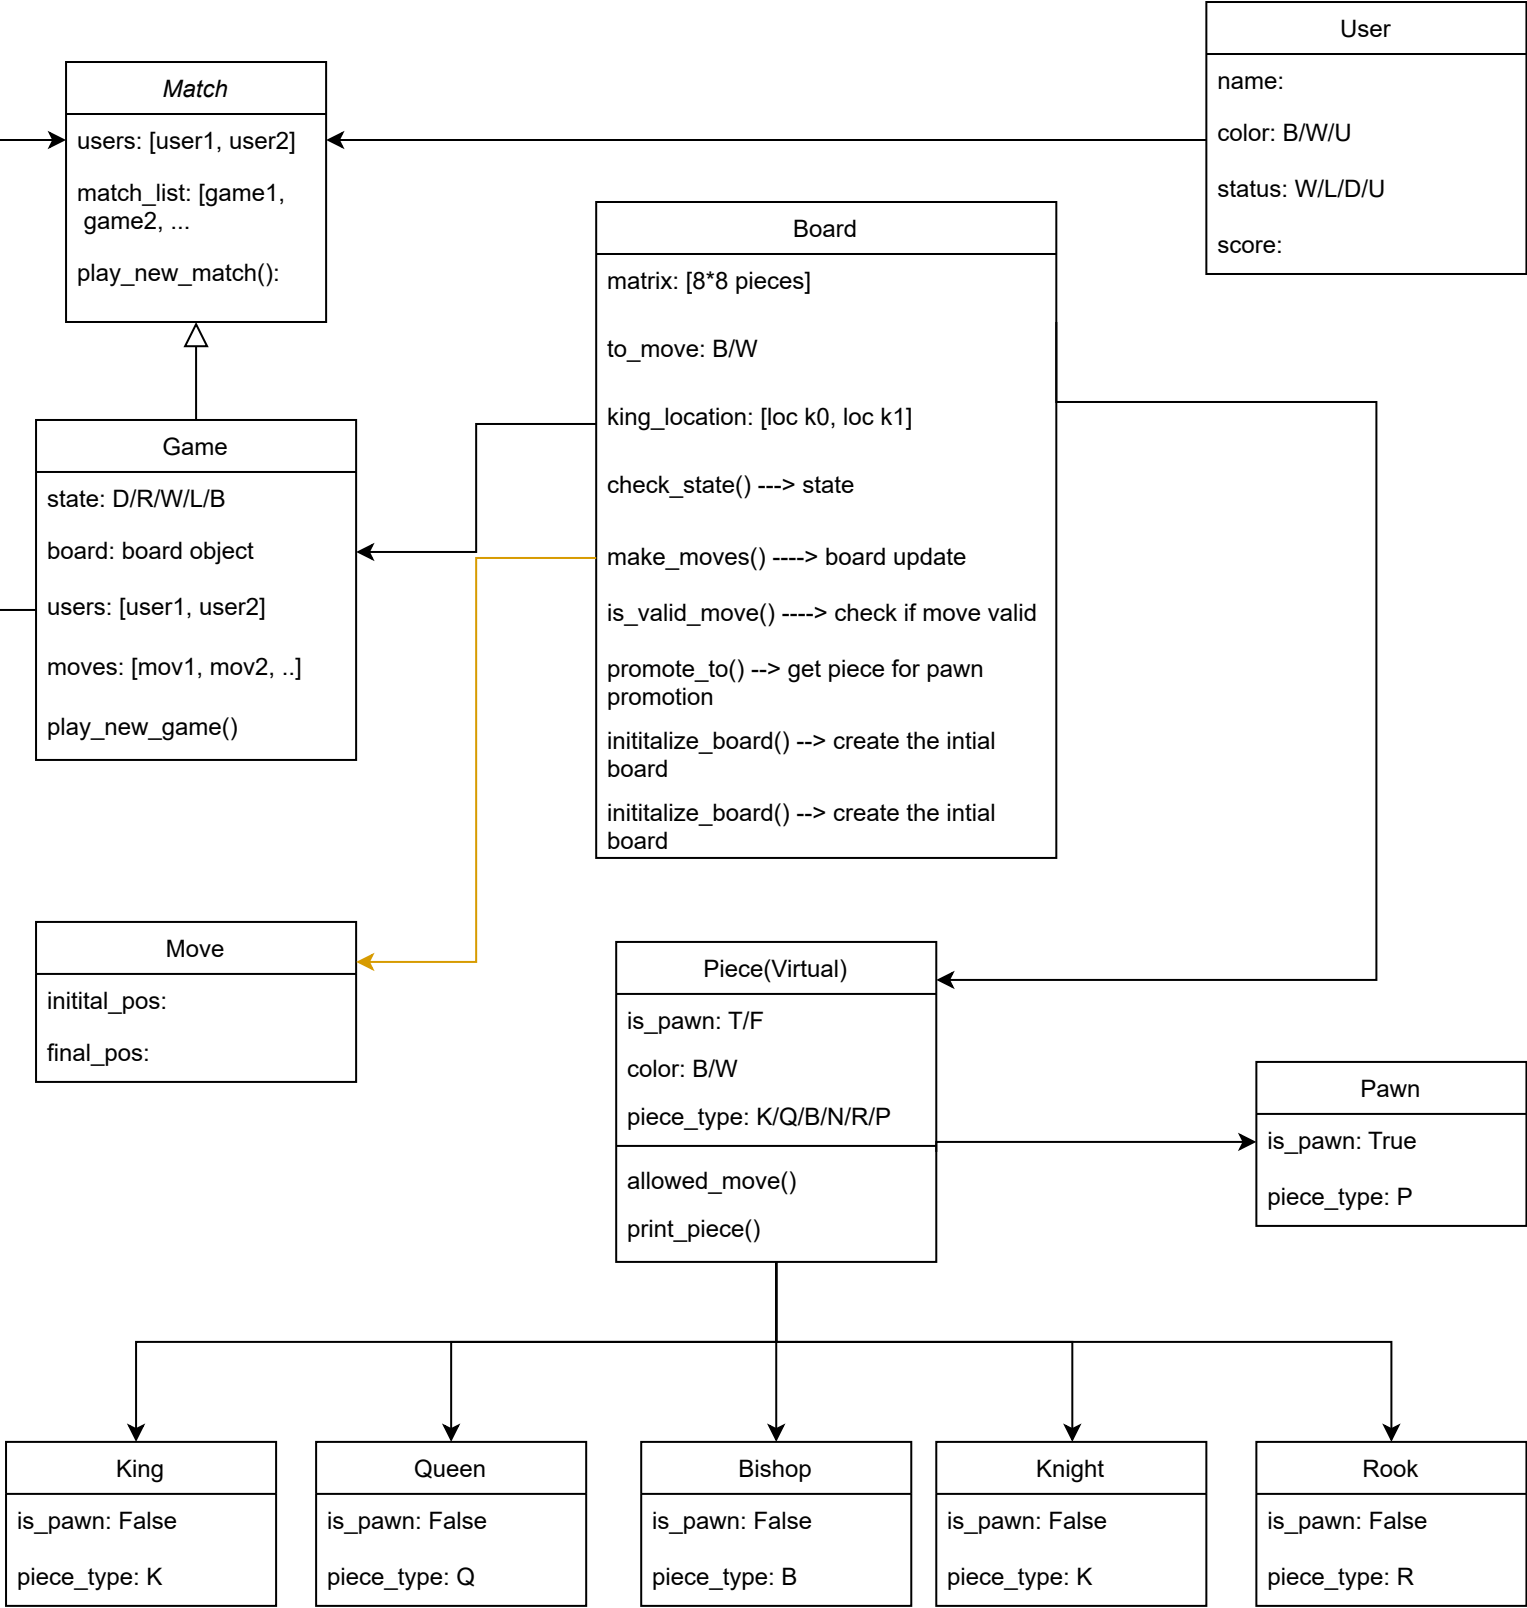 User
name:
color: B/W/U
status: W/L/D/U
score:
Match
users: [user1, user2]
match_list: [game1,
game2, ...
play_new_match():
Board
matrix: [8*8 pieces]
to_move: B/W
king_location: [loc k0, loc k1]
check_state() ---> state
make_moves() ----> board update
is_valid_move() ----> check if move valid
promote_to() --> get piece for pawn
promotion
inititalize_board() --> create the intial
board
inititalize_board() --> create the intial
board
Game
state: D/R/W/L/B
board: board object
users: [user1, user2]
moves: [mov1, mov2, ..]
play_new_game()
Move
initital_pos:
final_pos:
Piece(Virtual)
is_pawn: T/F
color: B/W
piece_type: K/Q/B/N/R/P
allowed_move()
print_piece()
Pawn
is_pawn: True
piece_type: P
King
is_pawn: False
piece_type: K
Queen
is_pawn: False
piece_type: Q
Bishop
is_pawn: False
piece_type: B
Knight
is_pawn: False
piece_type: K
Rook
is_pawn: False
piece_type: R